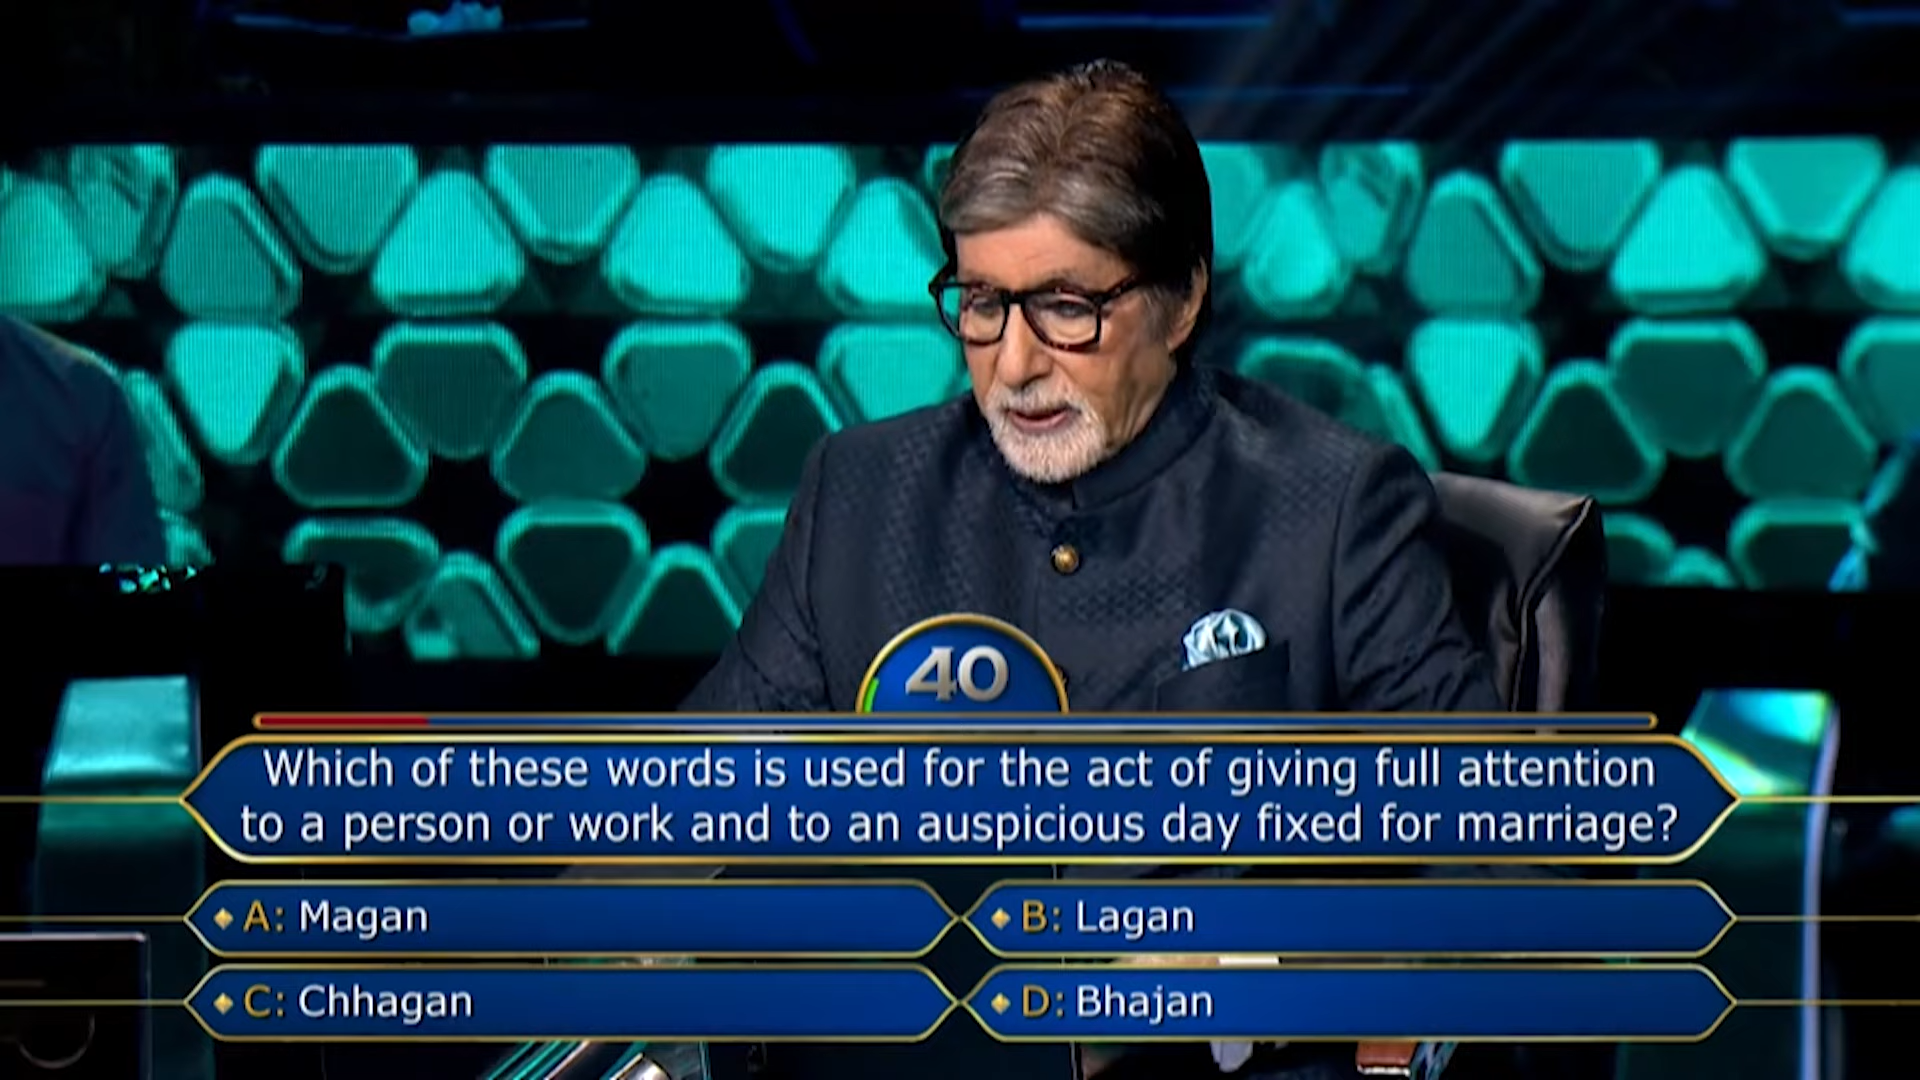 40
Which of these words is used for the act of giving full attention
to a person or work and to an auspicious day fixed for marriage?
A: Magan
B: Lagan
C: Chhagan
D: Bhajan